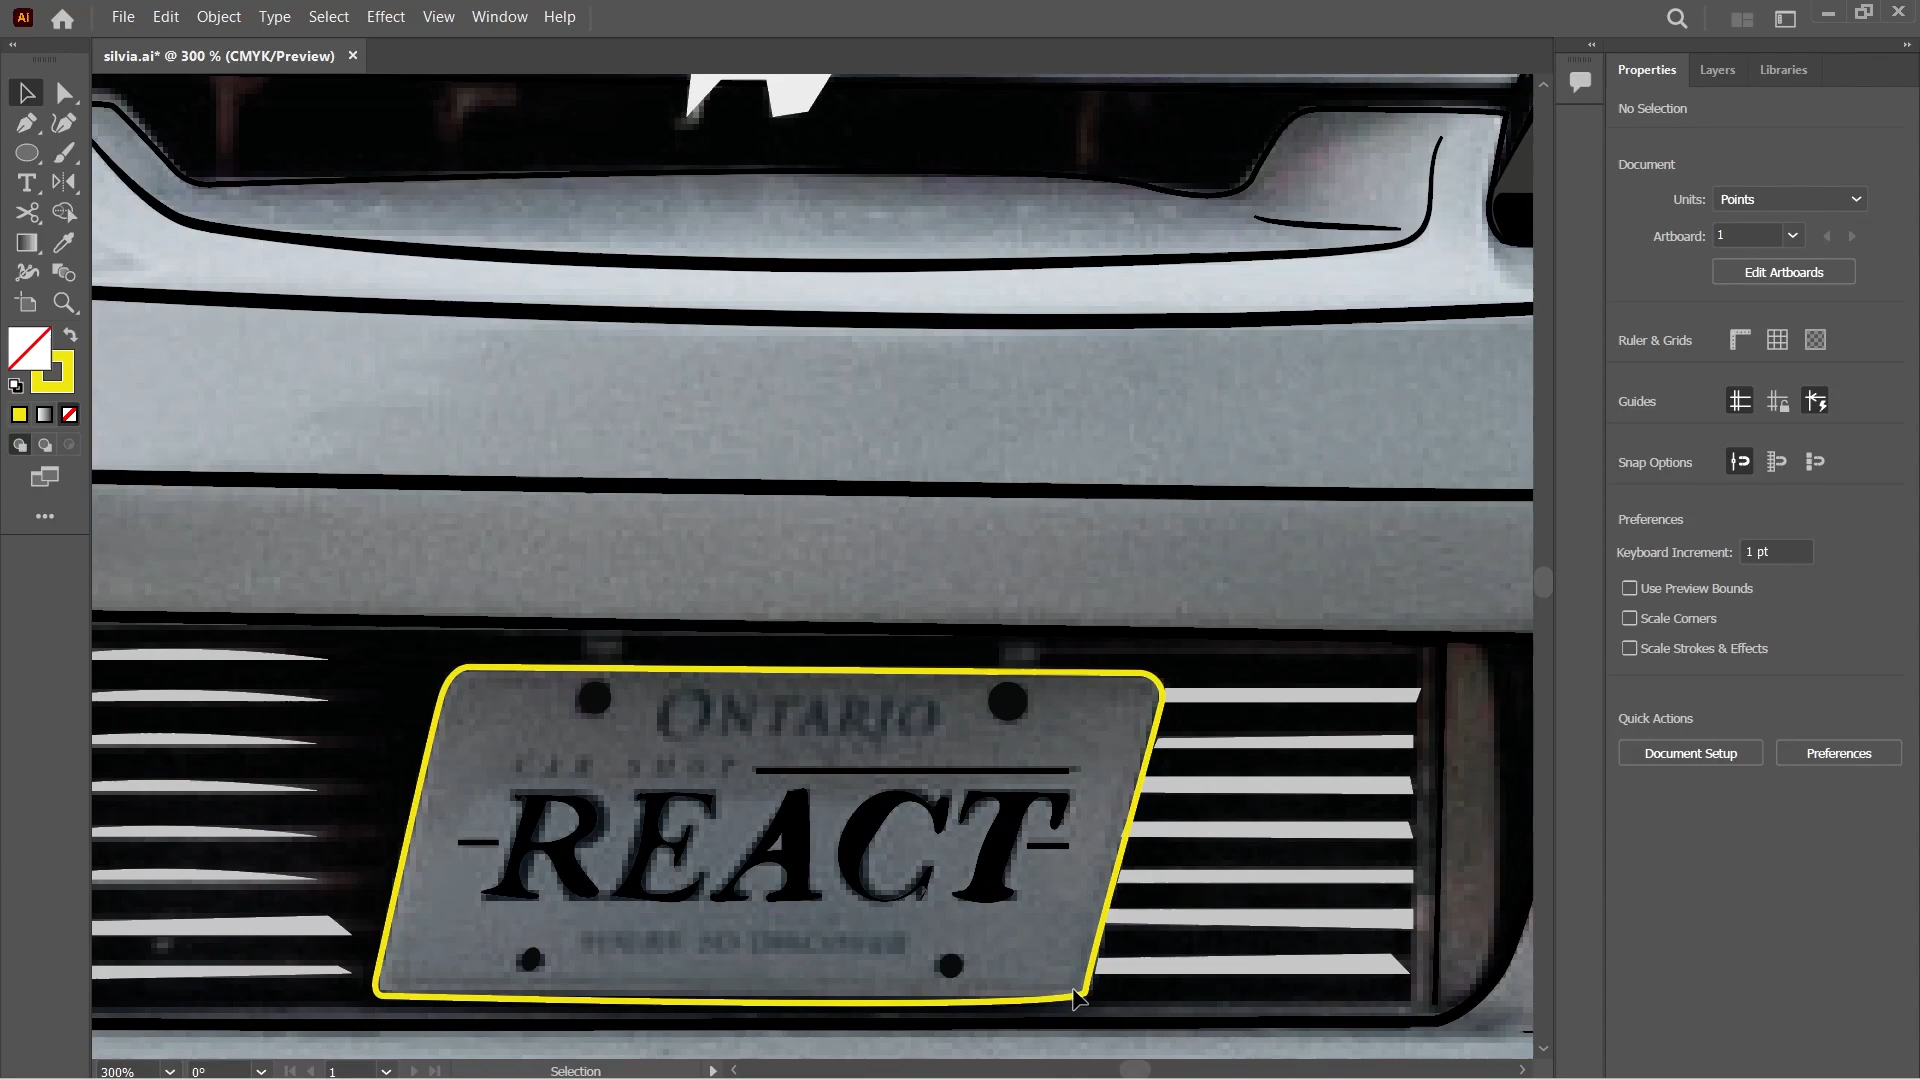 File Edit Object Type Select Effect View Window Help
silvia.ai* @ 300 % (CMYK/Preview)
Properties Layers Libraries
No Selection
Document
Units: Points
Artboard: 1
Edit Artboards
Ruler & Grids
Guides
Snap Options
Preferences
Keyboard Increment: 1 pt
Use Preview Bounds
Scale Corners
Scale Strokes & Effects
Quick Actions
Document Setup Preferences
ONTARIO
REACT
300% 0° 1 Selection